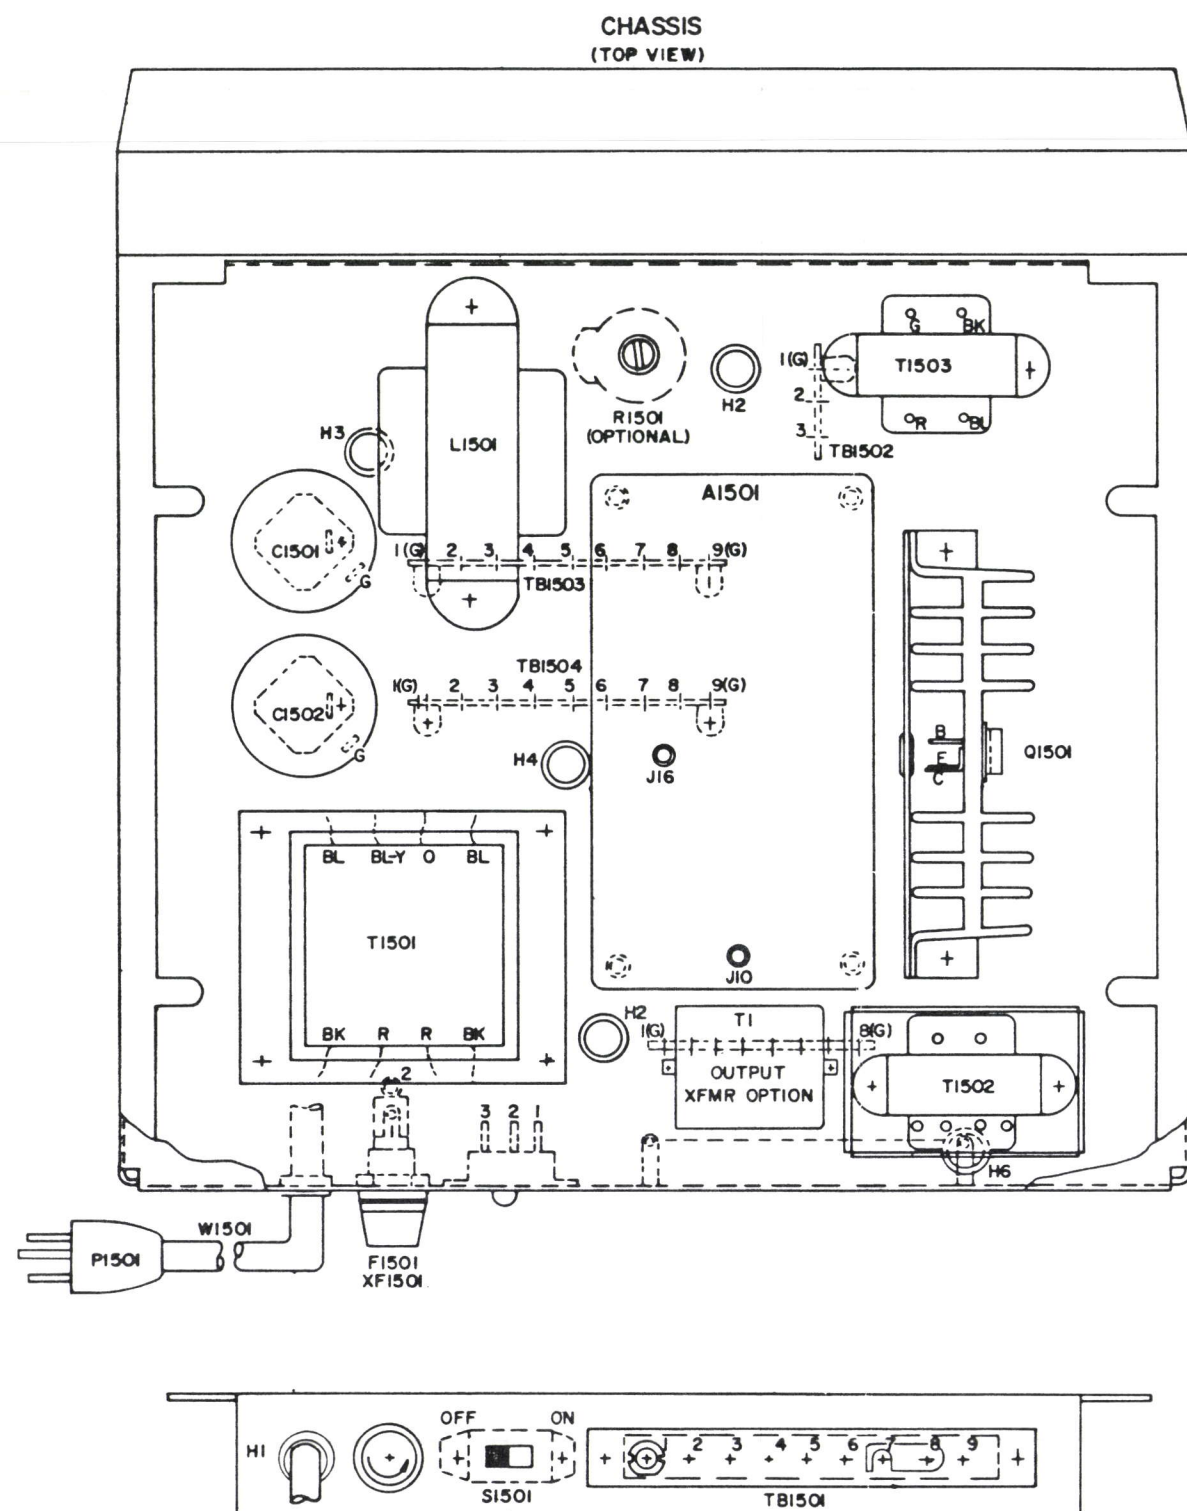 CHASSIS
(TOP VIEW)
G BK
T1503
1(G)
2
3
R BL
TB1502
R1501
(OPTIONAL)
H2
H3
L1501
A1501
C1501
G
1(G) 2 3 4 5 6 7 8 9(G)
TB1503
TB1504
1(G) 2 3 4 5 6 7 8 9(G)
C1502
G
H4
J16
B
E
C
Q1501
BL BL-Y O BL
T1501
BK R R BK
J10
H2
1(G) T1 8(G)
OUTPUT
XFMR OPTION
T1502
2
3 2 1
H6
W1501
P1501
F1501
XF1501
OFF ON
H1
2 3 4 5 6 7 8 9
S1501
TB1501